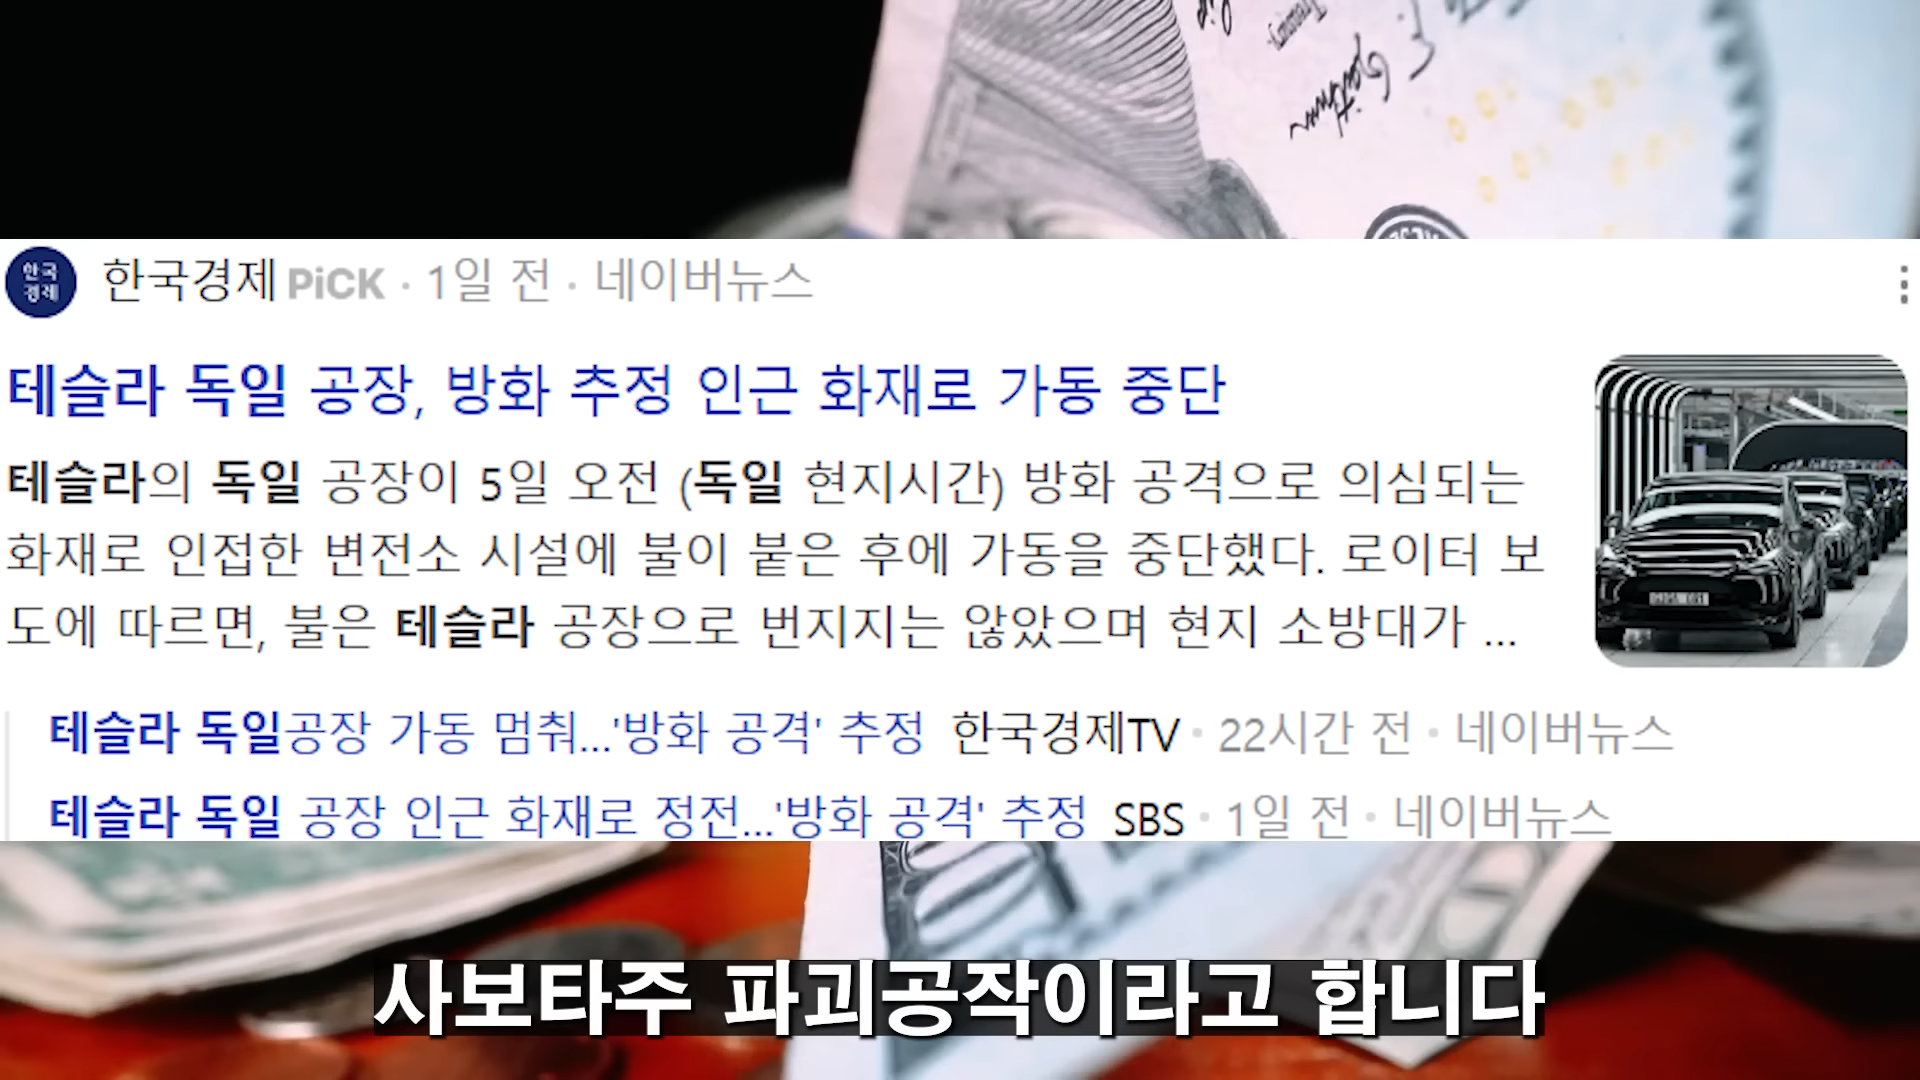 한국
경제
한국경제 PiCK · 1일 전 · 네이버뉴스
테슬라 독일 공장, 방화 추정 인근 화재로 가동 중단
테슬라의 독일 공장이 5일 오전 (독일 현지시간) 방화 공격으로 의심되는
화재로 인접한 변전소 시설에 불이 붙은 후에 가동을 중단했다. 로이터 보
도에 따르면, 불은 테슬라 공장으로 번지지는 않았으며 현지 소방대가 ...
테슬라 독일공장 가동 멈춰...'방화 공격' 추정 한국경제TV · 22시간 전 · 네이버뉴스
테슬라 독일 공장 인근 화재로 정전...'방화 공격' 추정 SBS · 1일 전 · 네이버뉴스
사보타주 파괴공작이라고 합니다